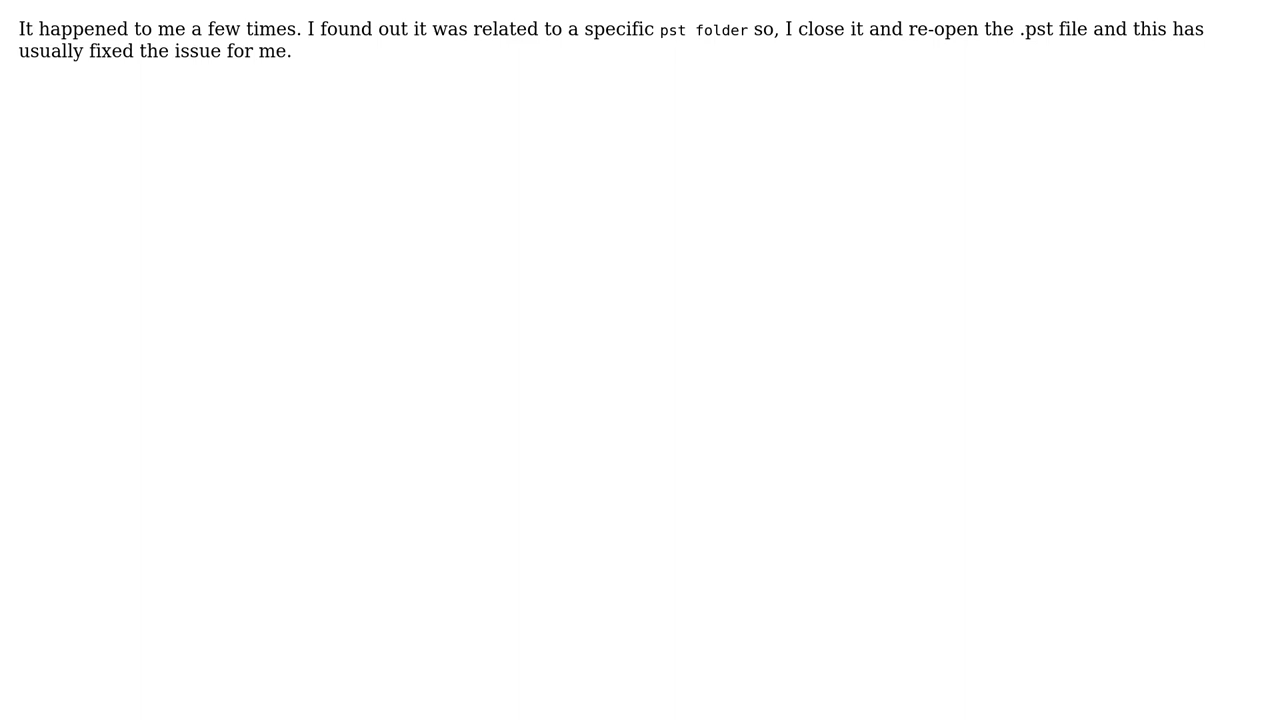 It happened to me a few times. I found out it was related to a specific pst folder so, I close it and re-open the .pst file and this has
usually fixed the issue for me.